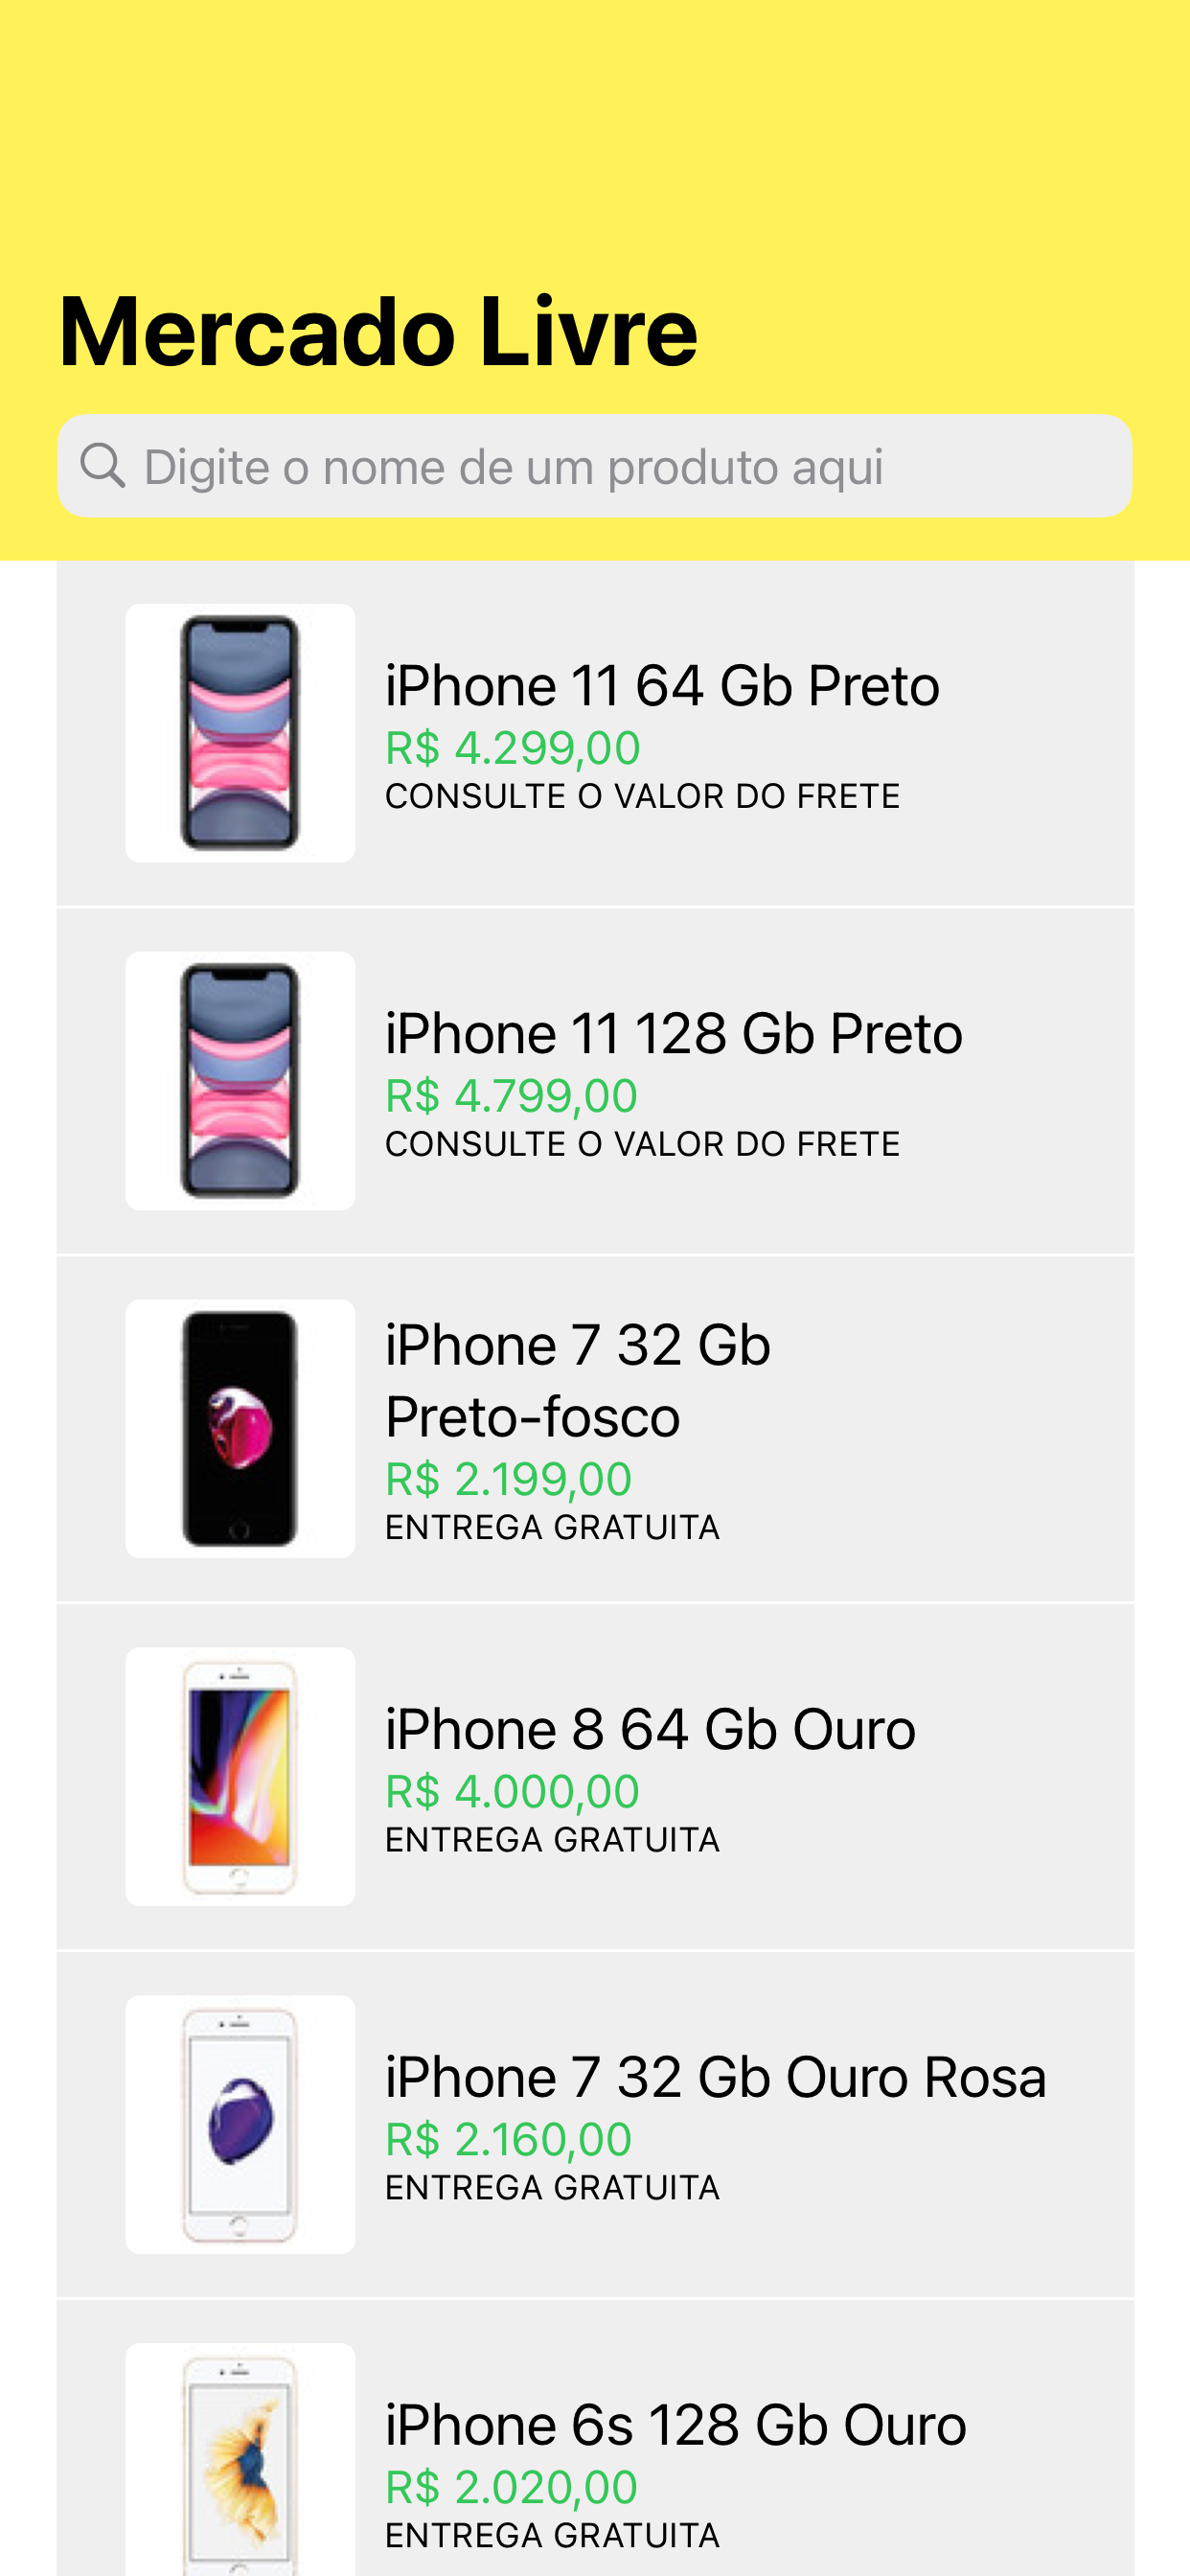 Mercado Livre
Digite o nome de um produto aqui
iPhone 11 64 Gb Preto
R$ 4.299,00
CONSULTE O VALOR DO FRETE
iPhone 11 128 Gb Preto
R$ 4.799,00
CONSULTE O VALOR DO FRETE
iPhone 7 32 Gb
Preto-fosco
R$ 2.199,00
ENTREGA GRATUITA
iPhone 8 64 Gb Ouro
R$ 4.000,00
ENTREGA GRATUITA
iPhone 7 32 Gb Ouro Rosa
R$ 2.160,00
ENTREGA GRATUITA
iPhone 6s 128 Gb Ouro
R$ 2.020,00
ENTREGA GRATUITA